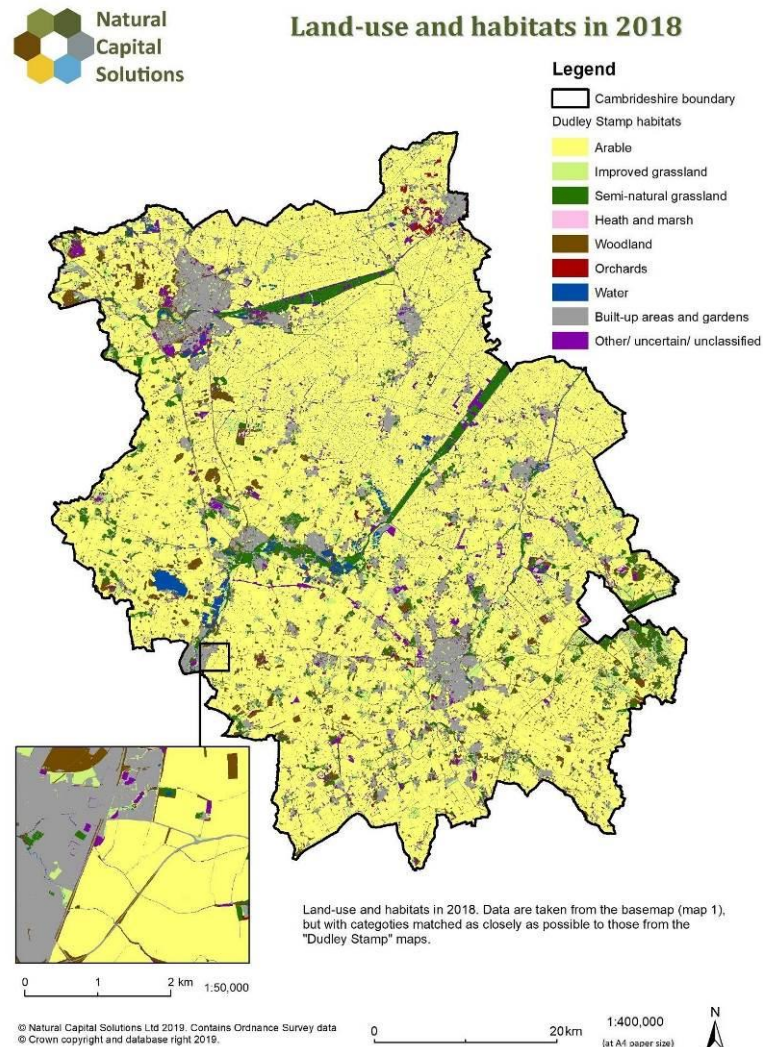 Natural
Capital
Solutions
Land-use and habitats in 2018
Legend
Cambrideshire boundary
Dudley Stamp habitats
Arable
Improved grassland
Semi-natural grassland
Heath and marsh
Woodland
Orchards
Water
Built-up areas and gardens
Other/ uncertain/ unclassified
Land-use and habitats in 2018. Data are taken from the basemap (map 1),
but with categoties matched as closely as possible to those from the
"Dudley Stamp" maps.
0 1 2 km 1:50,000
© Natural Capital Solutions Ltd 2019. Contains Ordnance Survey data
© Crown copyright and database right 2019.
0 20km
1:400,000
(at A4 paper size)
N